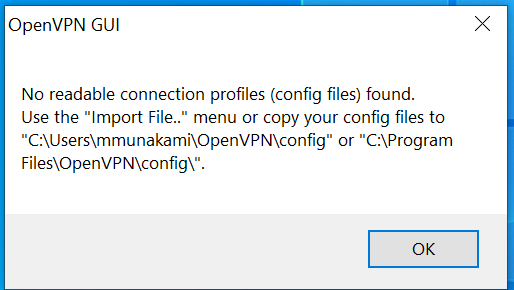 OpenVPN GUI
No readable connection profiles (config files) found.
Use the "Import File.." menu or copy your config files to
"C:\Users\mmunakami\OpenVPN\config" or "C:\Program
Files\OpenVPN\config\".
OK